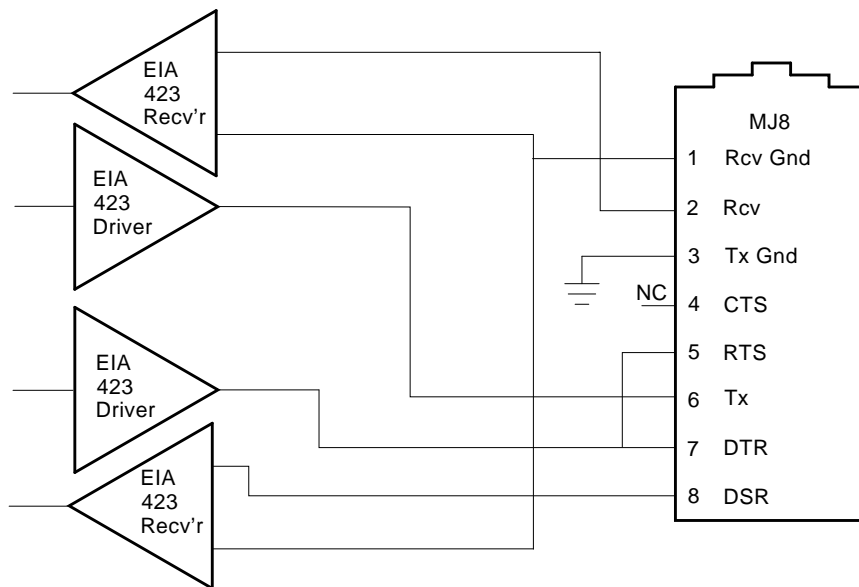 EIA
423
Recv'r
EIA
423
Driver
EIA
423
Driver
EIA
423
Recv'r
MJ8
1 Rcv Gnd
2 Rcv
3 Tx Gnd
NC 4 CTS
5 RTS
6 Tx
7 DTR
8 DSR